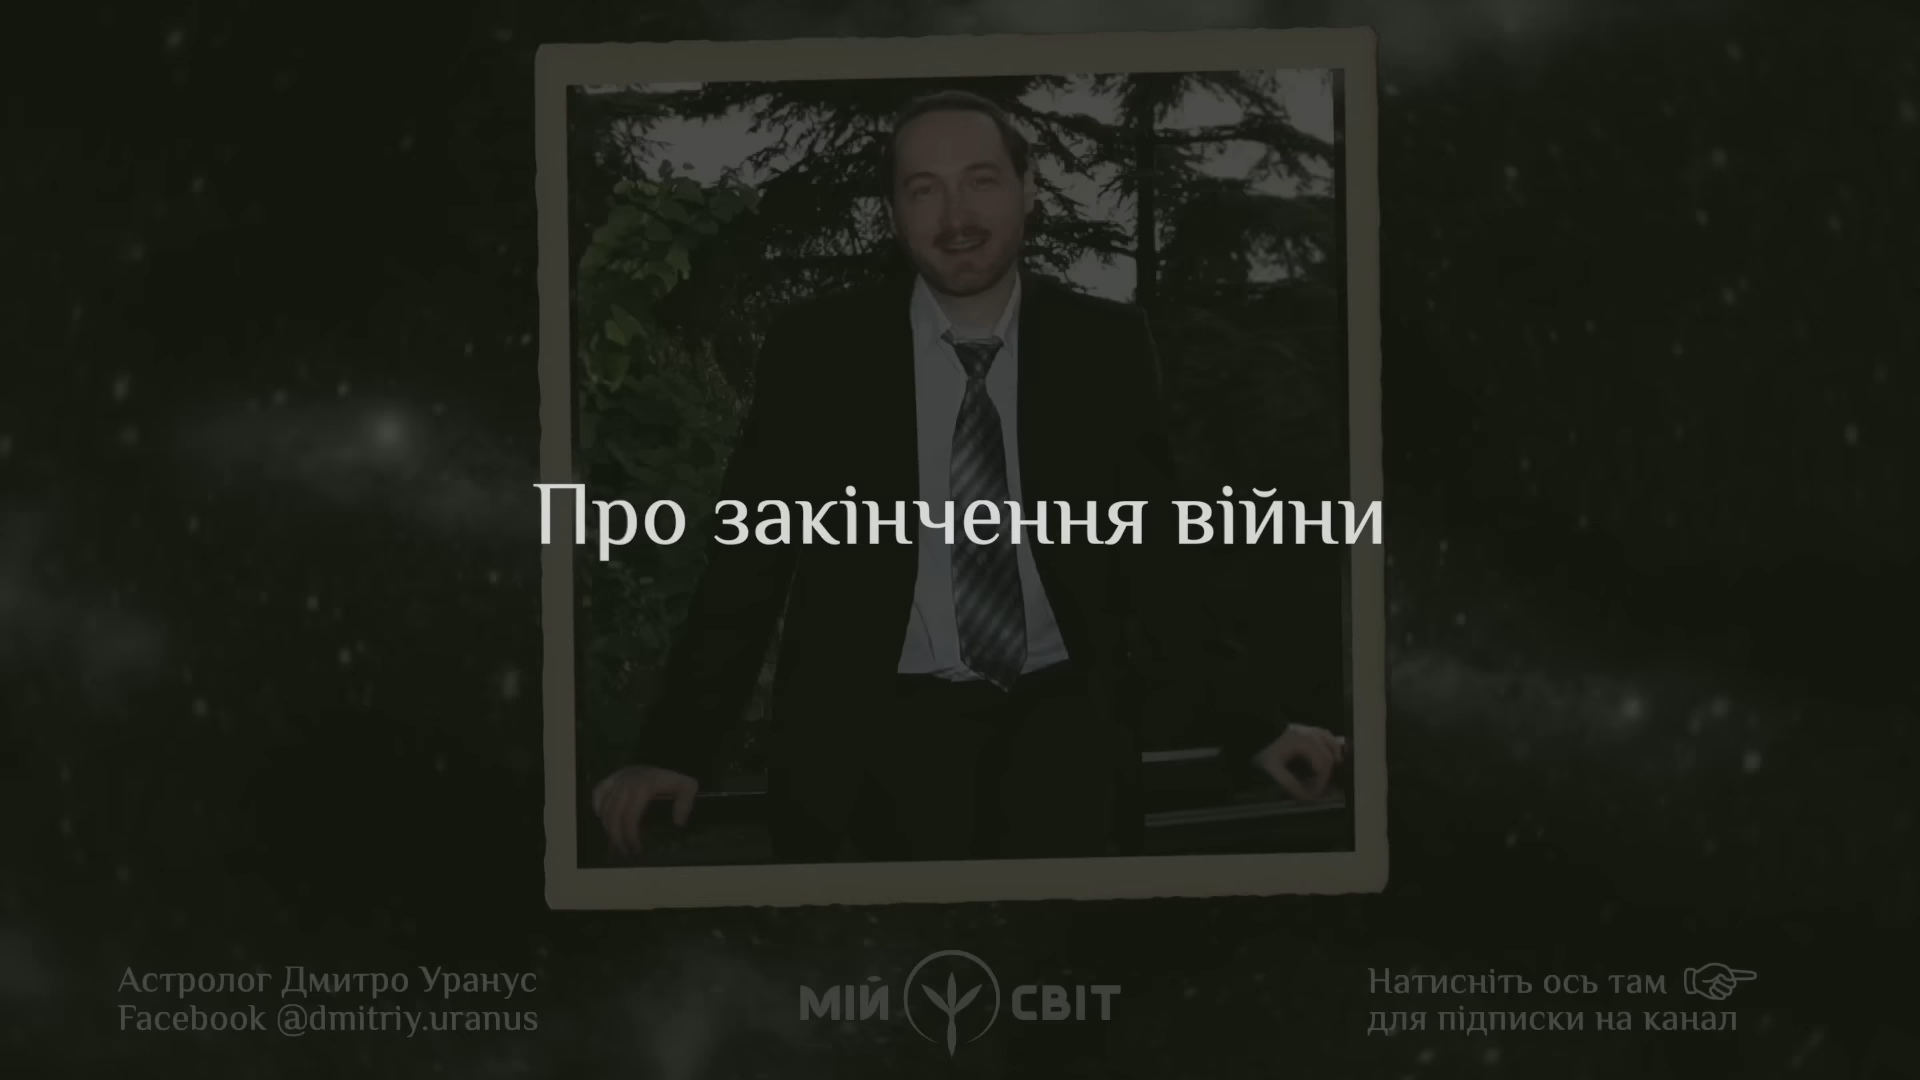 Про закінчення війни
Астролог Дмитро Уранус
Facebook @dmitriy.uranus
МІЙ СВІТ
Натисніть ось там
для підписки на канал